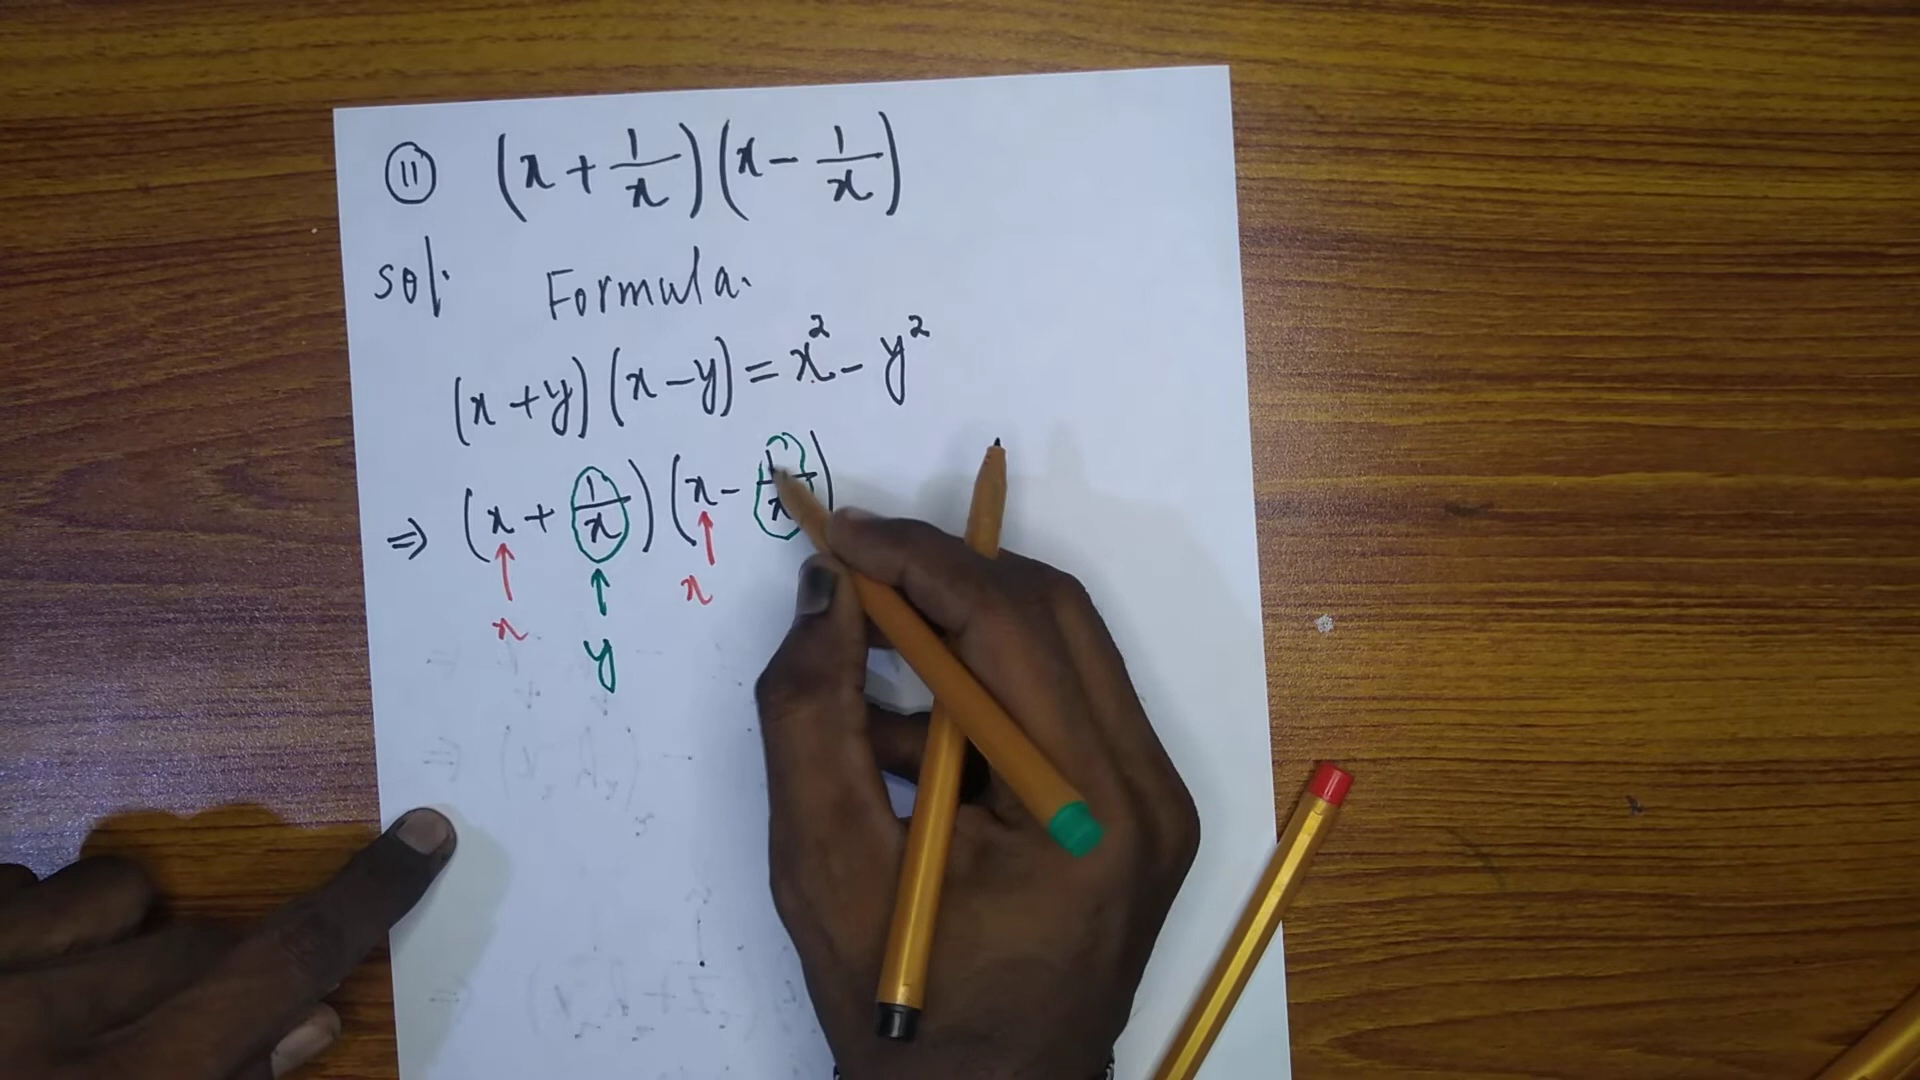 (11) (x + 1/x) (x - 1/x)
Sol. Formula.
(x + y) (x - y) = x² - y²
⇒ (x + 1/x) (x - 1/x)
↑ ↑ ↑
x y x